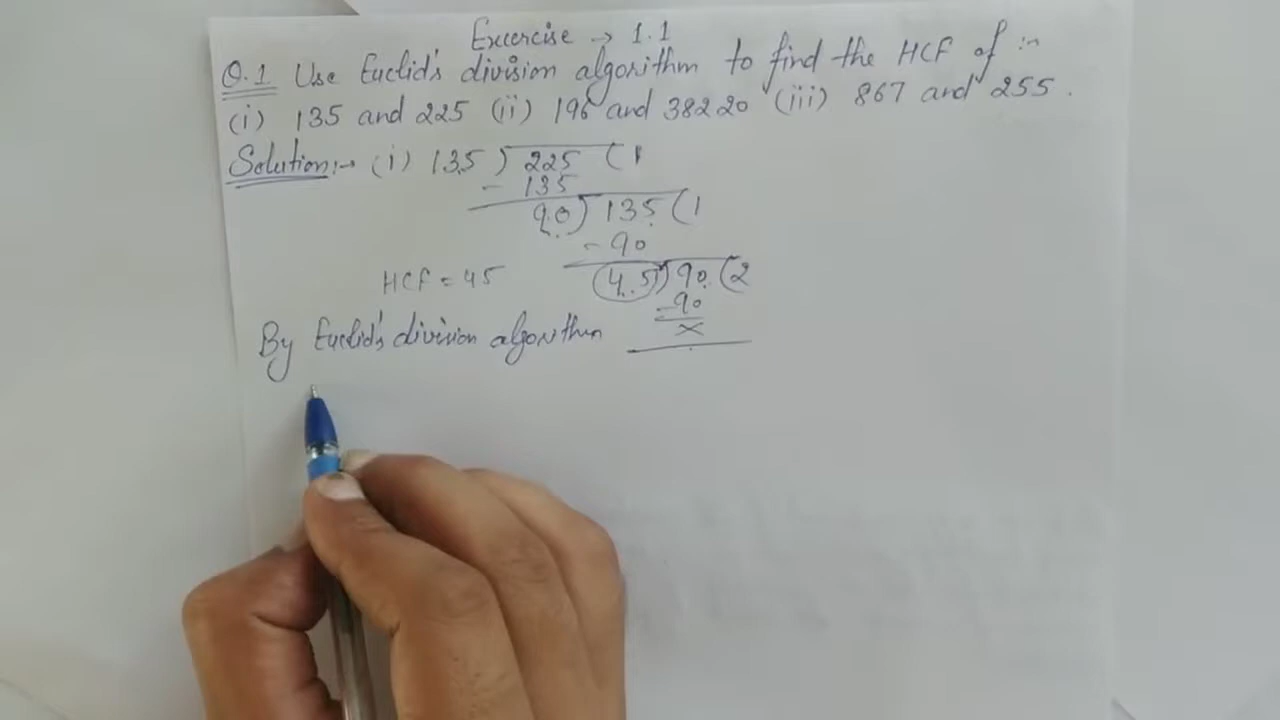 Excercise → 1.1
Q.1 Use Euclid's division algorithm to find the HCF of :-
(i) 135 and 225 (ii) 196 and 38220 (iii) 867 and 255.
Solution:→ (i) 135) 225 (1
- 135
90) 135 (1
- 90
HCF = 45 (45) 90 (2
- 90
×
By Euclid's division algorithm